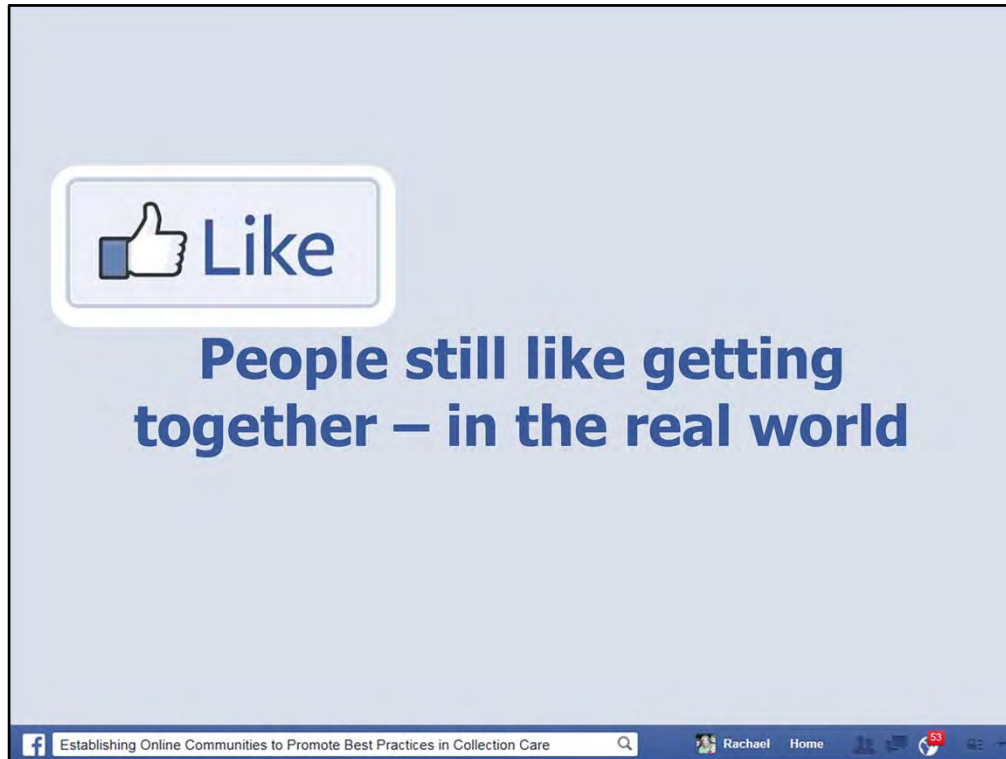 Like
People still like getting
together – in the real world
f Establishing Online Communities to Promote Best Practices in Collection Care Rachael Home 53